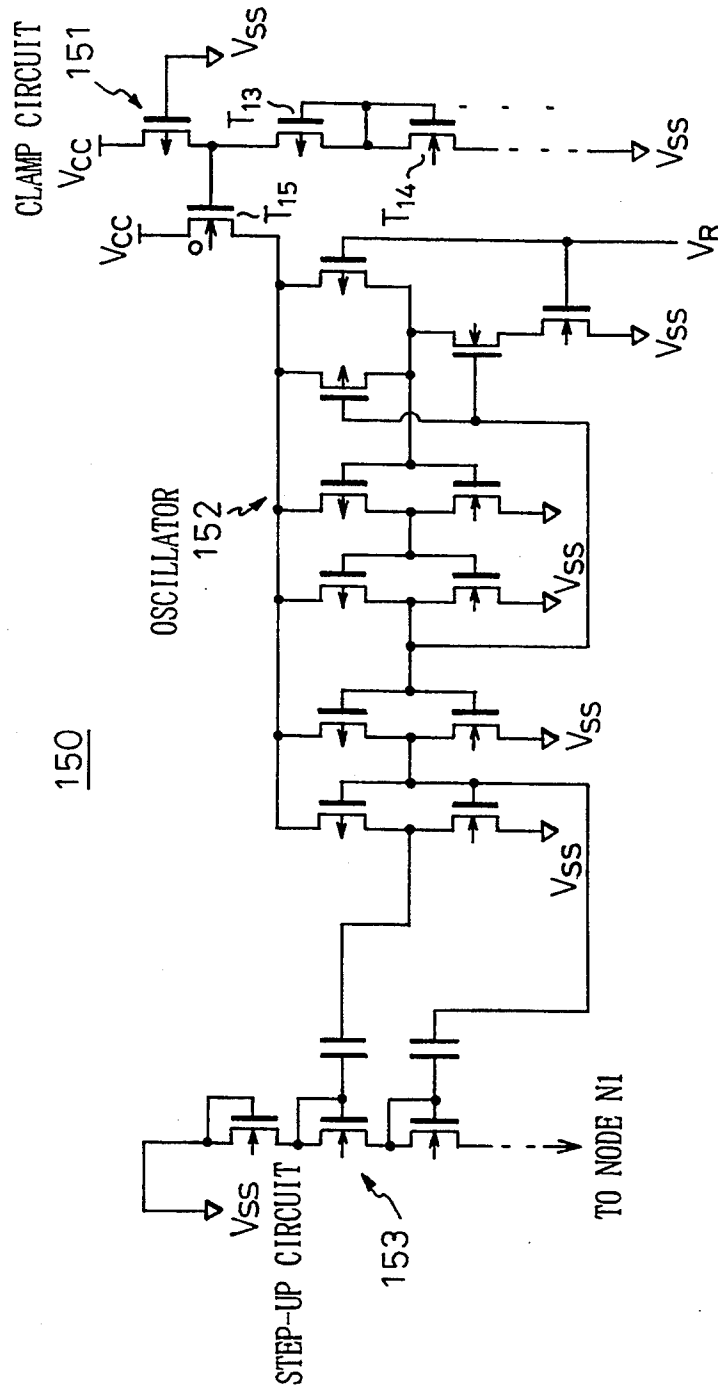 150
CLAMP CIRCUIT
151
VCC
VSS
VCC
T13
T15
T14
VSS
OSCILLATOR
152
VR
VSS
VSS
VSS
VSS
VSS
STEP-UP CIRCUIT
153
TO NODE N1